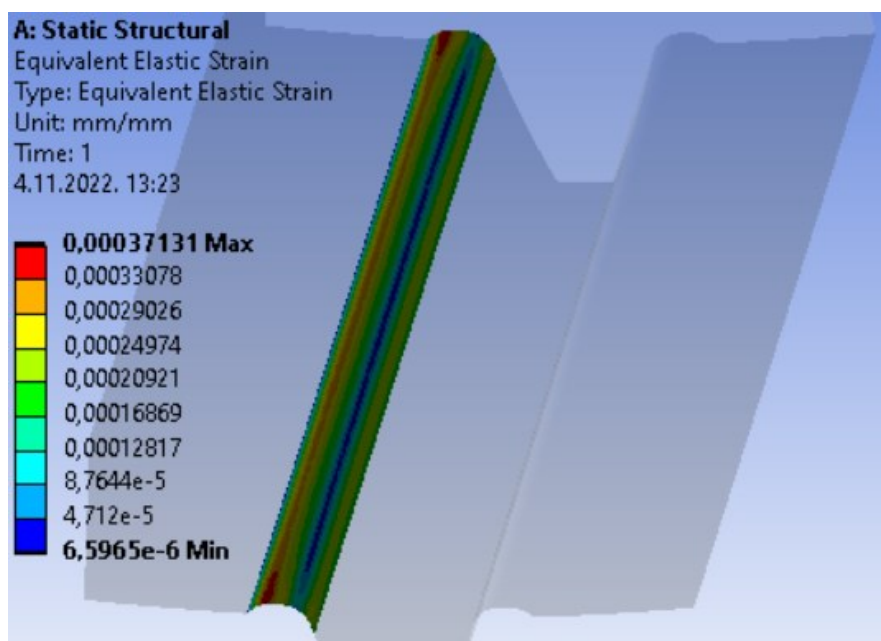 A: Static Structural
Equivalent Elastic Strain
Type: Equivalent Elastic Strain
Unit: mm/mm
Time: 1
4.11.2022. 13:23
0,00037131 Max
0,00033078
0,00029026
0,00024974
0,00020921
0,00016869
0,00012817
8,7644e-5
4,712e-5
6,5965e-6 Min